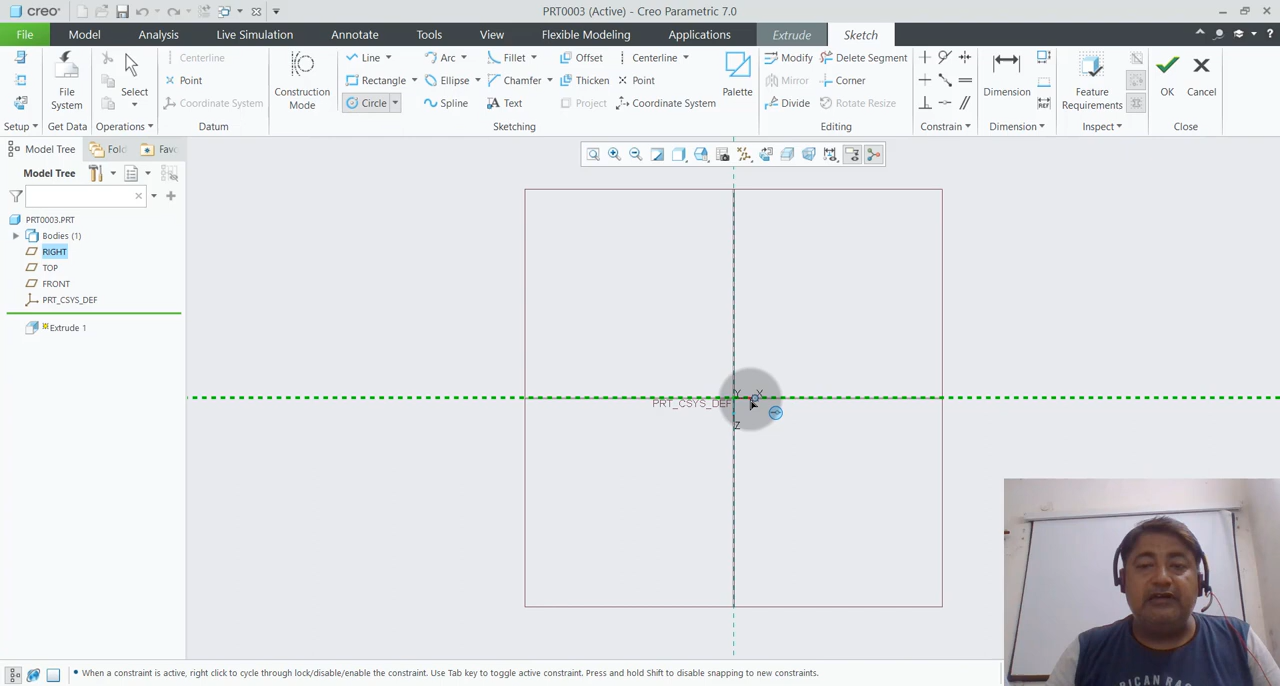 creo
PRT0003 (Active) - Creo Parametric 7.0
File
Model
Analysis
Live Simulation
Annotate
Tools
View
Flexible Modeling
Applications
Extrude
Sketch
File System
Select
Centerline
Point
Coordinate System
Construction Mode
Line
Arc
Fillet
Offset
Centerline
Rectangle
Ellipse
Chamfer
Thicken
Point
Circle
Spline
Text
Project
Coordinate System
Palette
Modify
Delete Segment
Mirror
Corner
Divide
Rotate Resize
Dimension
Feature Requirements
OK
Cancel
Setup
Get Data
Operations
Datum
Sketching
Editing
Constrain
Dimension
Inspect
Close
Model Tree
Fold
Fav
Model Tree
PRT0003.PRT
Bodies (1)
RIGHT
TOP
FRONT
PRT_CSYS_DEF
Extrude 1
Y
X
PRT_CSYS_DEF
Z
• When a constraint is active, right click to cycle through lock/disable/enable the constraint. Use Tab key to toggle active constraint. Press and hold Shift to disable snapping to new constraints.